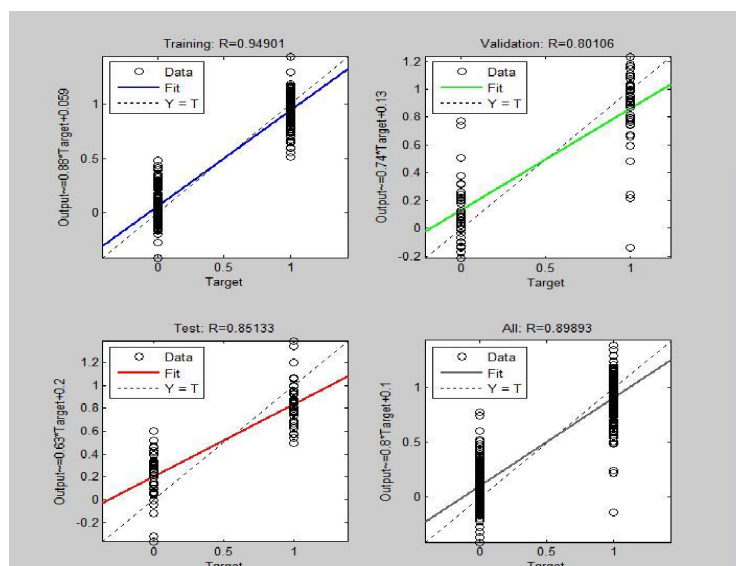 Training: R=0.94901
Output~=0.88*Target+0.059
Data
Fit
Y = T
1
0.5
0
0
0.5
1
Target
Validation: R=0.80106
Output~=0.74*Target+0.13
Data
Fit
Y = T
1.2
1
0.8
0.6
0.4
0.2
0
-0.2
0
0.5
1
Target
Test: R=0.85133
Output~=0.63*Target+0.2
Data
Fit
Y = T
1.2
1
0.8
0.6
0.4
0.2
0
-0.2
0
0.5
1
Target
All: R=0.89893
Output~=0.8*Target+0.1
Data
Fit
Y = T
1
0.5
0
0
0.5
1
Target